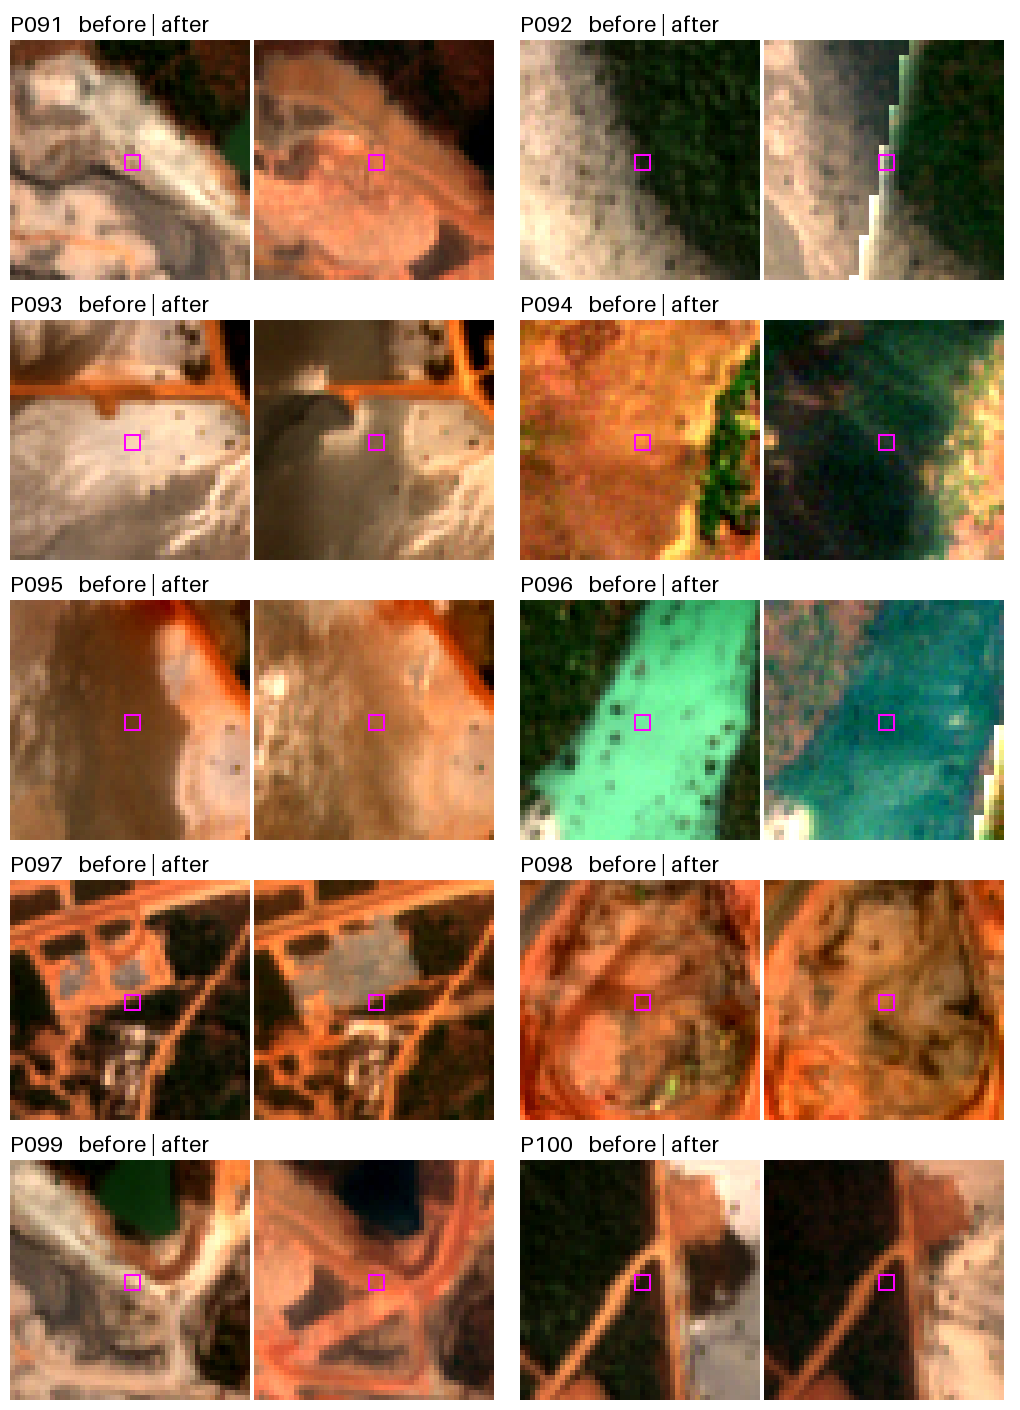 P091 before | after
P092 before | after
P093 before | after
P094 before | after
P095 before | after
P096 before | after
P097 before | after
P098 before | after
P099 before | after
P100 before | after